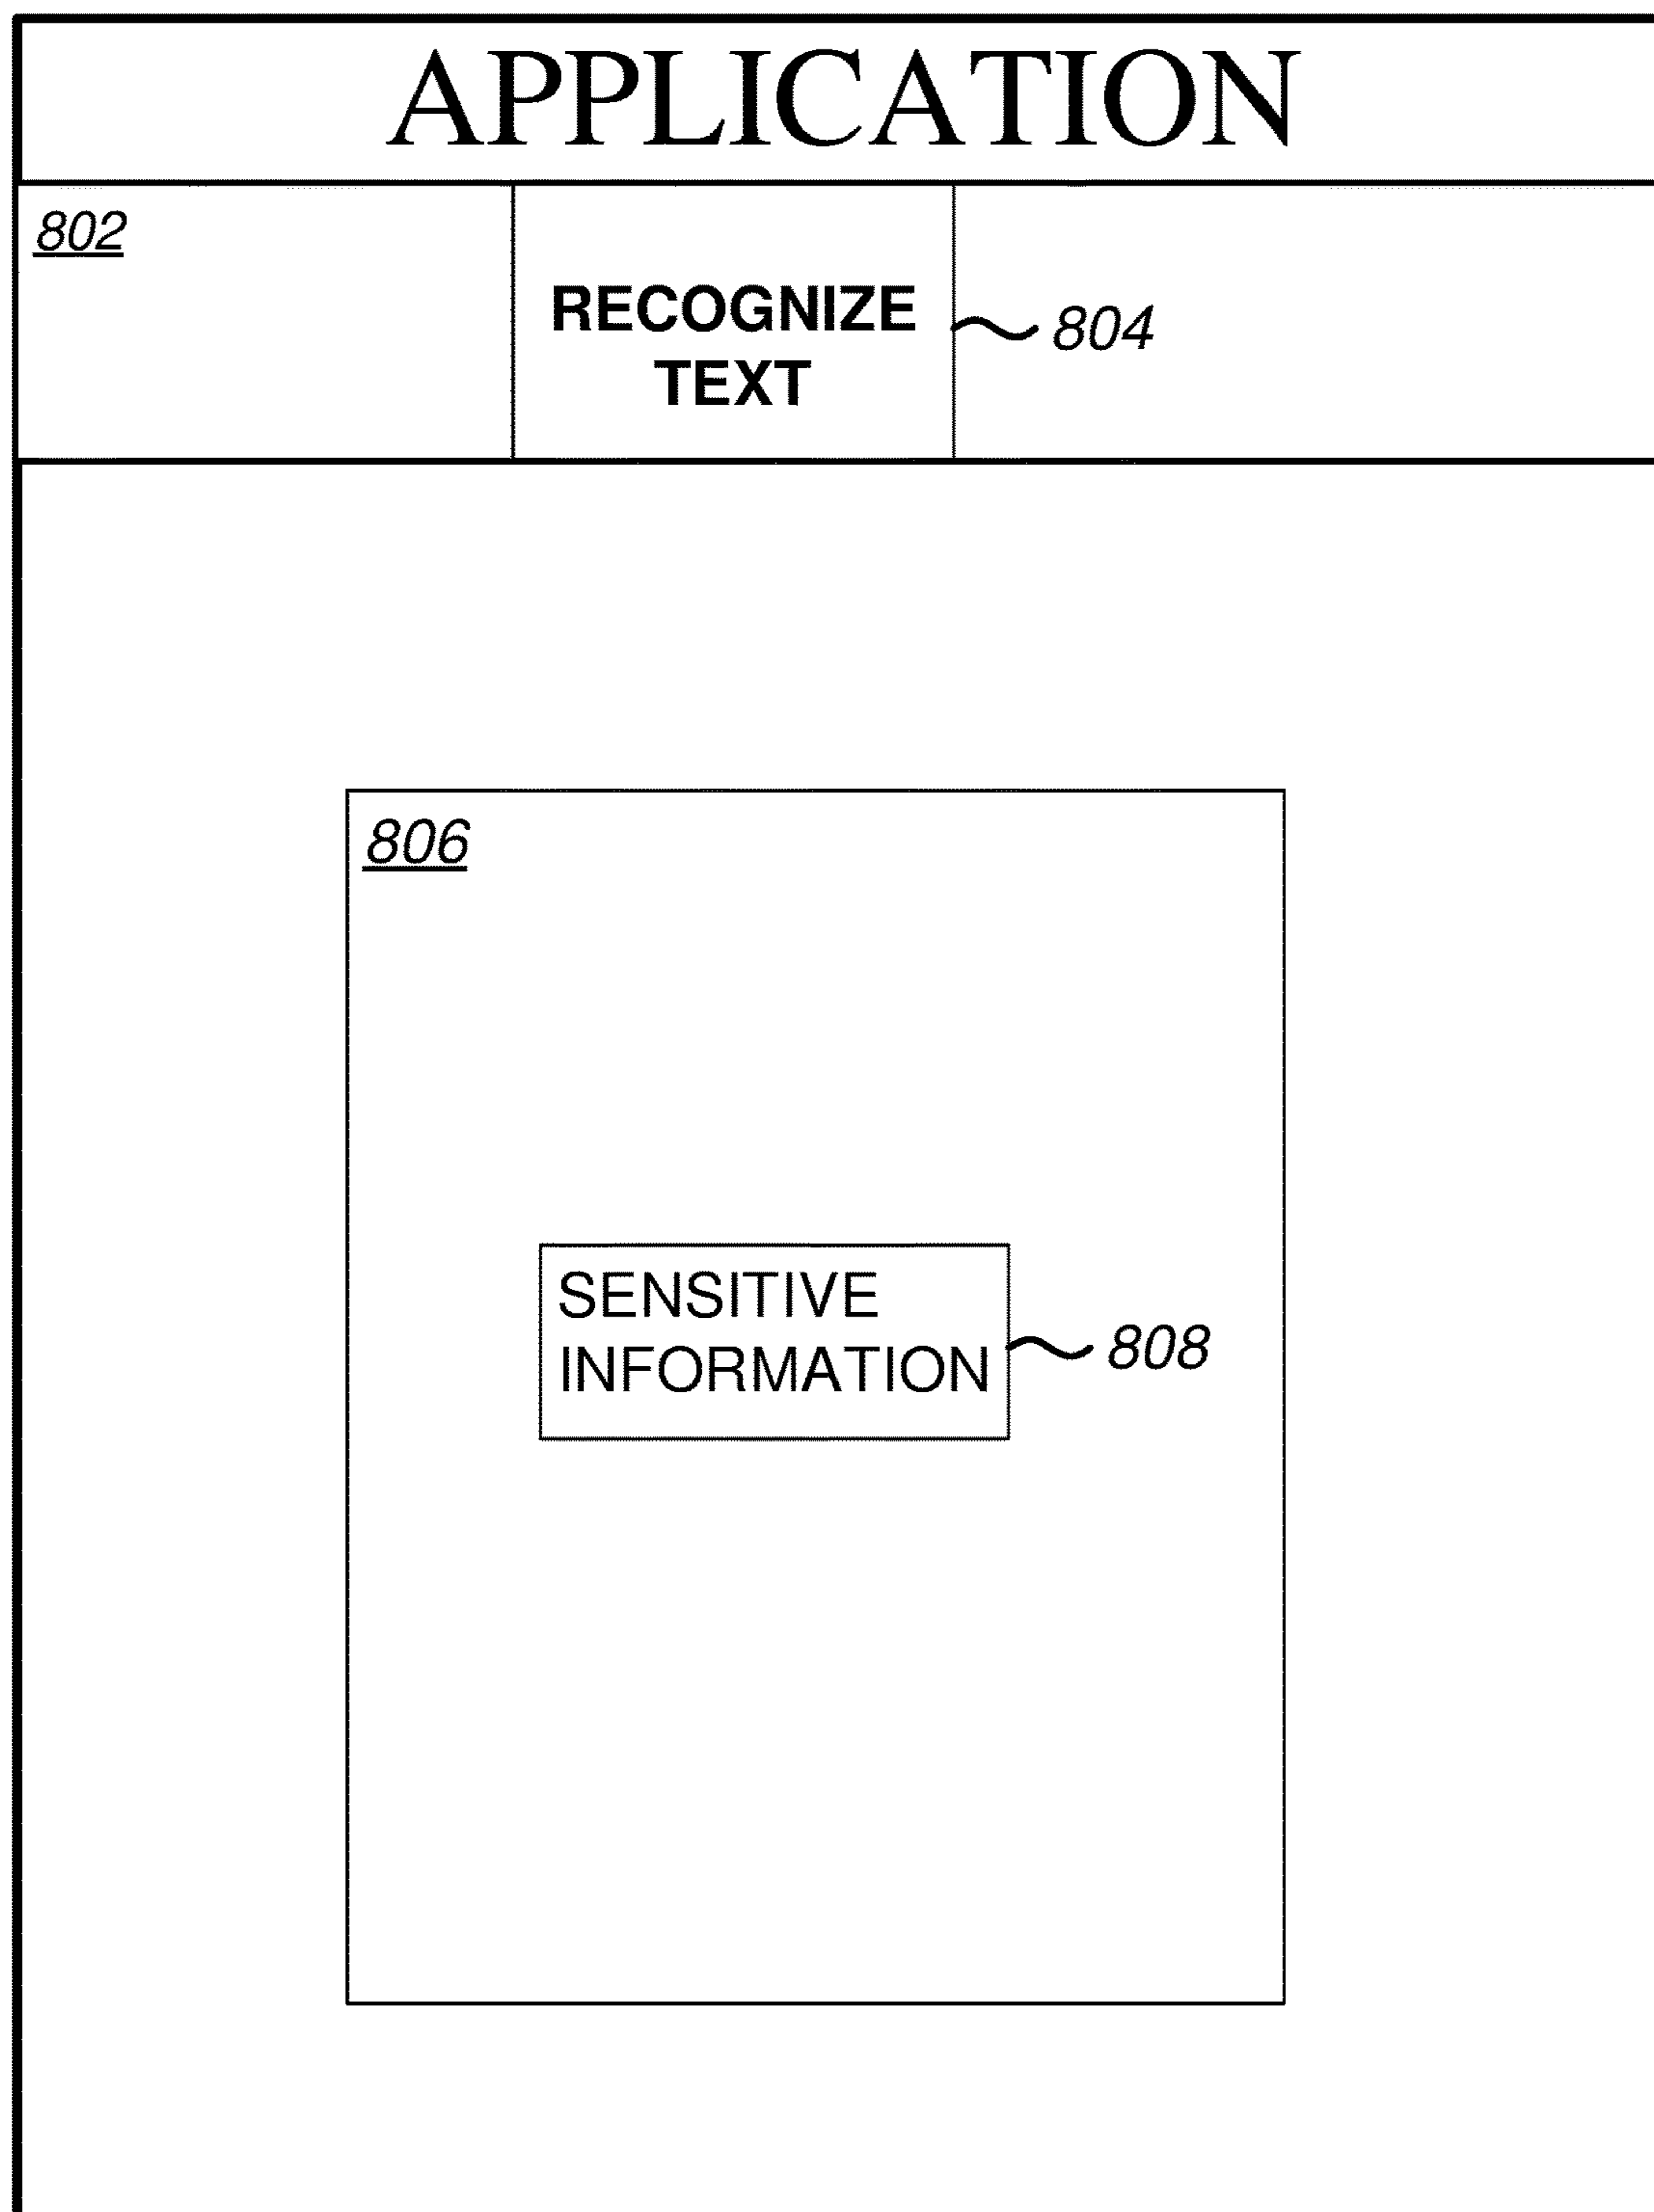 APPLICATION
802
RECOGNIZE
TEXT
804
806
SENSITIVE
INFORMATION
808